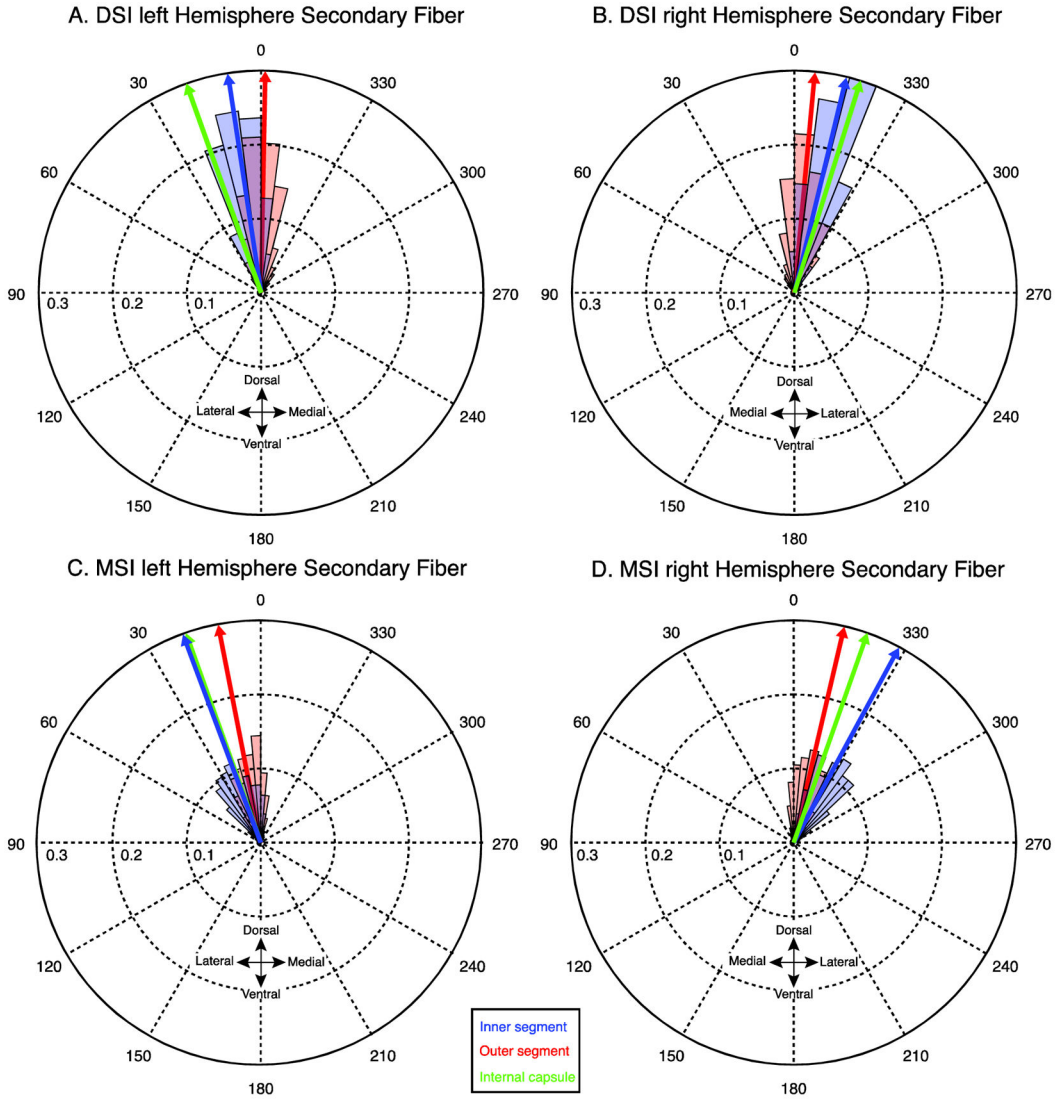 A. DSI left Hemisphere Secondary Fiber
B. DSI right Hemisphere Secondary Fiber
0
30
330
60
300
90
0.3
0.2
0.1
270
Dorsal
Lateral
Medial
Ventral
120
240
150
210
180
0
30
330
60
300
90
0.3
0.2
0.1
270
Dorsal
Medial
Lateral
Ventral
120
240
150
210
180
C. MSI left Hemisphere Secondary Fiber
D. MSI right Hemisphere Secondary Fiber
0
30
330
60
300
90
0.3
0.2
0.1
270
Dorsal
Lateral
Medial
Ventral
120
240
150
210
180
0
30
330
60
300
90
0.3
0.2
0.1
270
Dorsal
Medial
Lateral
Ventral
120
240
150
210
180
Inner segment
Outer segment
Internal capsule